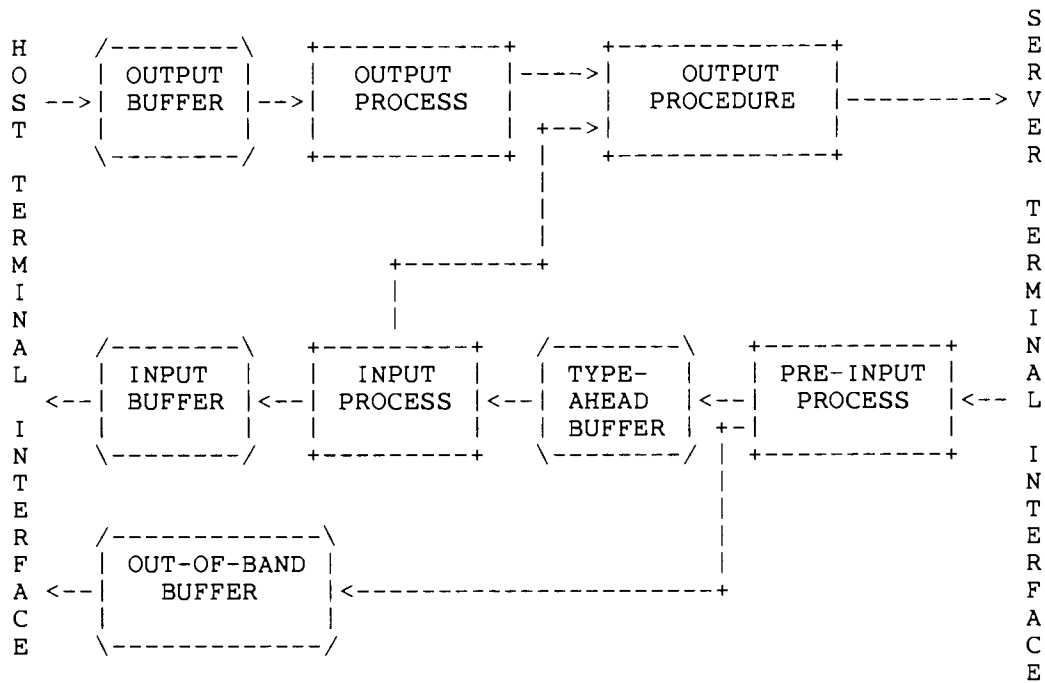 HOST TERMINAL INTERFACE
OUTPUT
BUFFER
OUTPUT
PROCESS
OUTPUT
PROCEDURE
SERVER TERMINAL INTERFACE
INPUT
BUFFER
INPUT
PROCESS
TYPE-
AHEAD
BUFFER
PRE-INPUT
PROCESS
OUT-OF-BAND
BUFFER